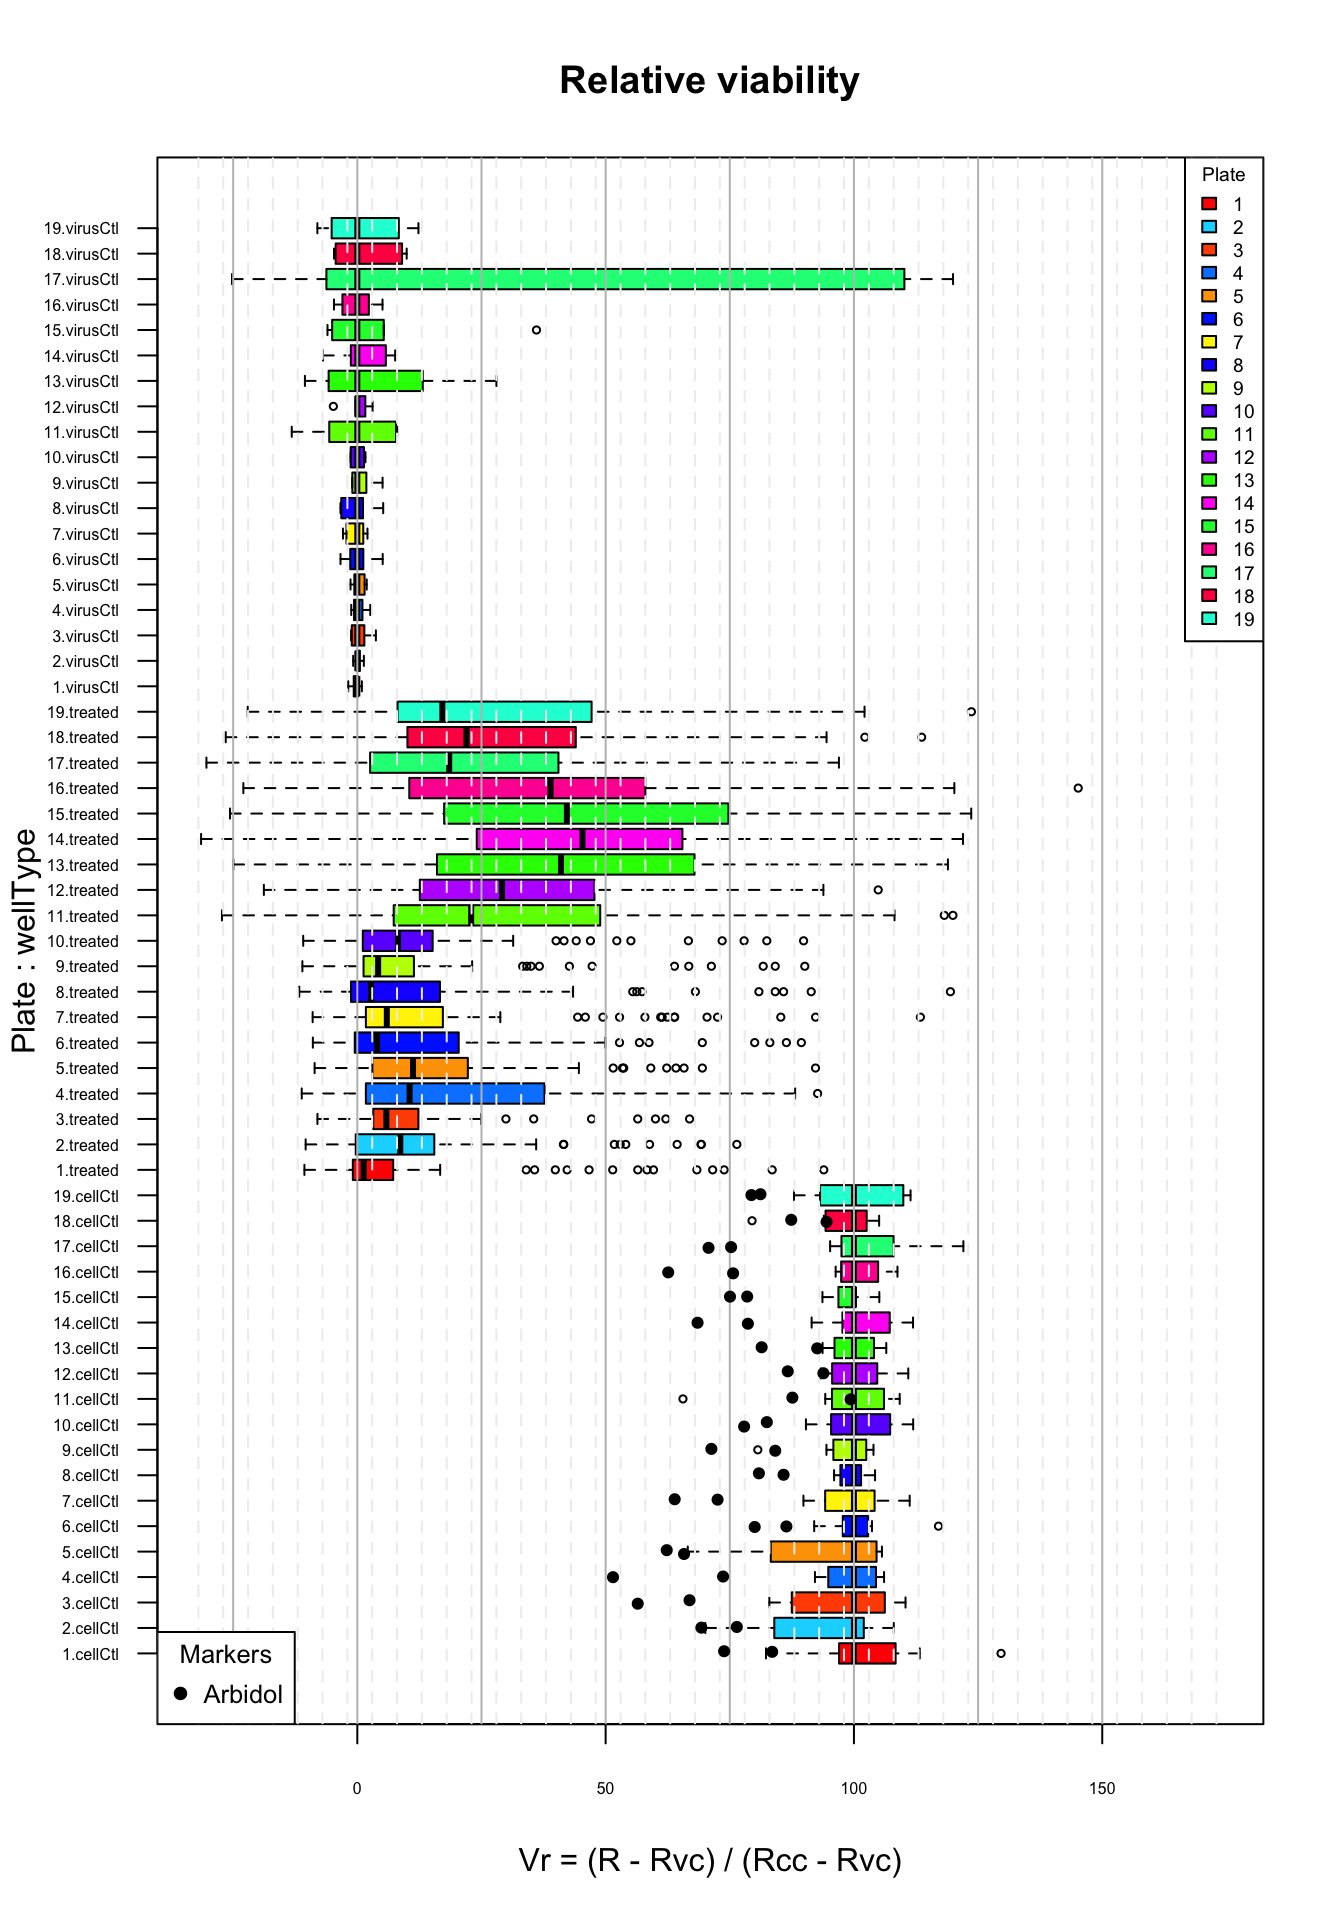 Relative viability
Plate
1
2
3
4
5
6
7
8
9
10
11
12
13
14
15
16
17
18
19
19.virusCtl
18.virusCtl
17.virusCtl
16.virusCtl
15.virusCtl
14.virusCtl
13.virusCtl
12.virusCtl
11.virusCtl
10.virusCtl
9.virusCtl
8.virusCtl
7.virusCtl
6.virusCtl
5.virusCtl
4.virusCtl
3.virusCtl
2.virusCtl
1.virusCtl
19.treated
18.treated
17.treated
16.treated
15.treated
14.treated
13.treated
12.treated
11.treated
10.treated
9.treated
8.treated
7.treated
6.treated
5.treated
4.treated
3.treated
2.treated
1.treated
19.cellCtl
18.cellCtl
17.cellCtl
16.cellCtl
15.cellCtl
14.cellCtl
13.cellCtl
12.cellCtl
11.cellCtl
10.cellCtl
9.cellCtl
8.cellCtl
7.cellCtl
6.cellCtl
5.cellCtl
4.cellCtl
3.cellCtl
2.cellCtl
1.cellCtl
Plate : wellType
Markers
Arbidol
0 50 100 150
Vr = (R - Rvc) / (Rcc - Rvc)